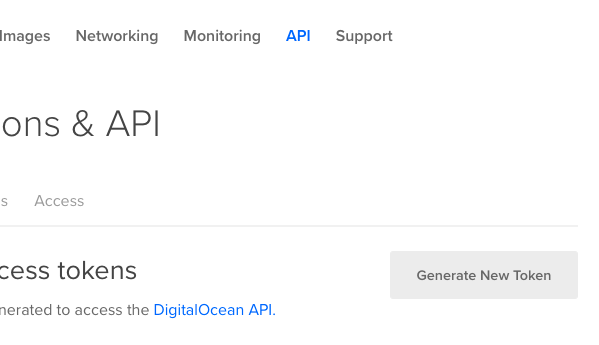 Images Networking Monitoring API Support
ons & API
s Access
cess tokens
Generate New Token
nerated to access the DigitalOcean API.